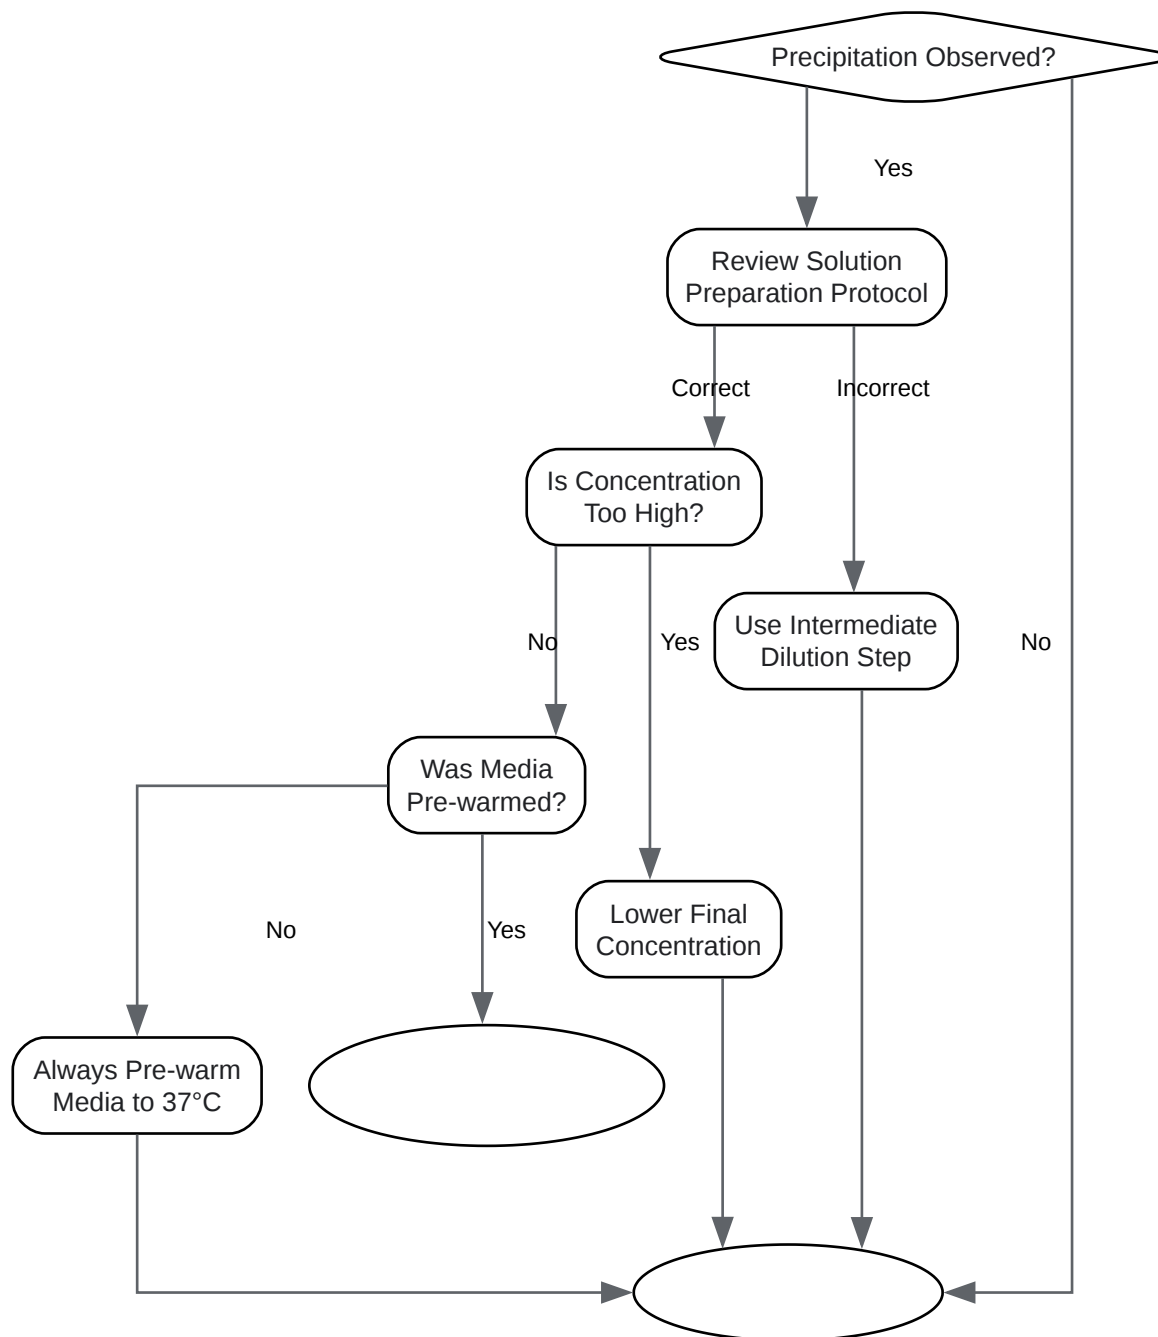 Precipitation Observed?
Yes
Review Solution
Preparation Protocol
Correct
Incorrect
Is Concentration
Too High?
Use Intermediate
Dilution Step
No
Yes
No
Was Media
Pre-warmed?
Lower Final
Concentration
No
Yes
Always Pre-warm
Media to 37°C